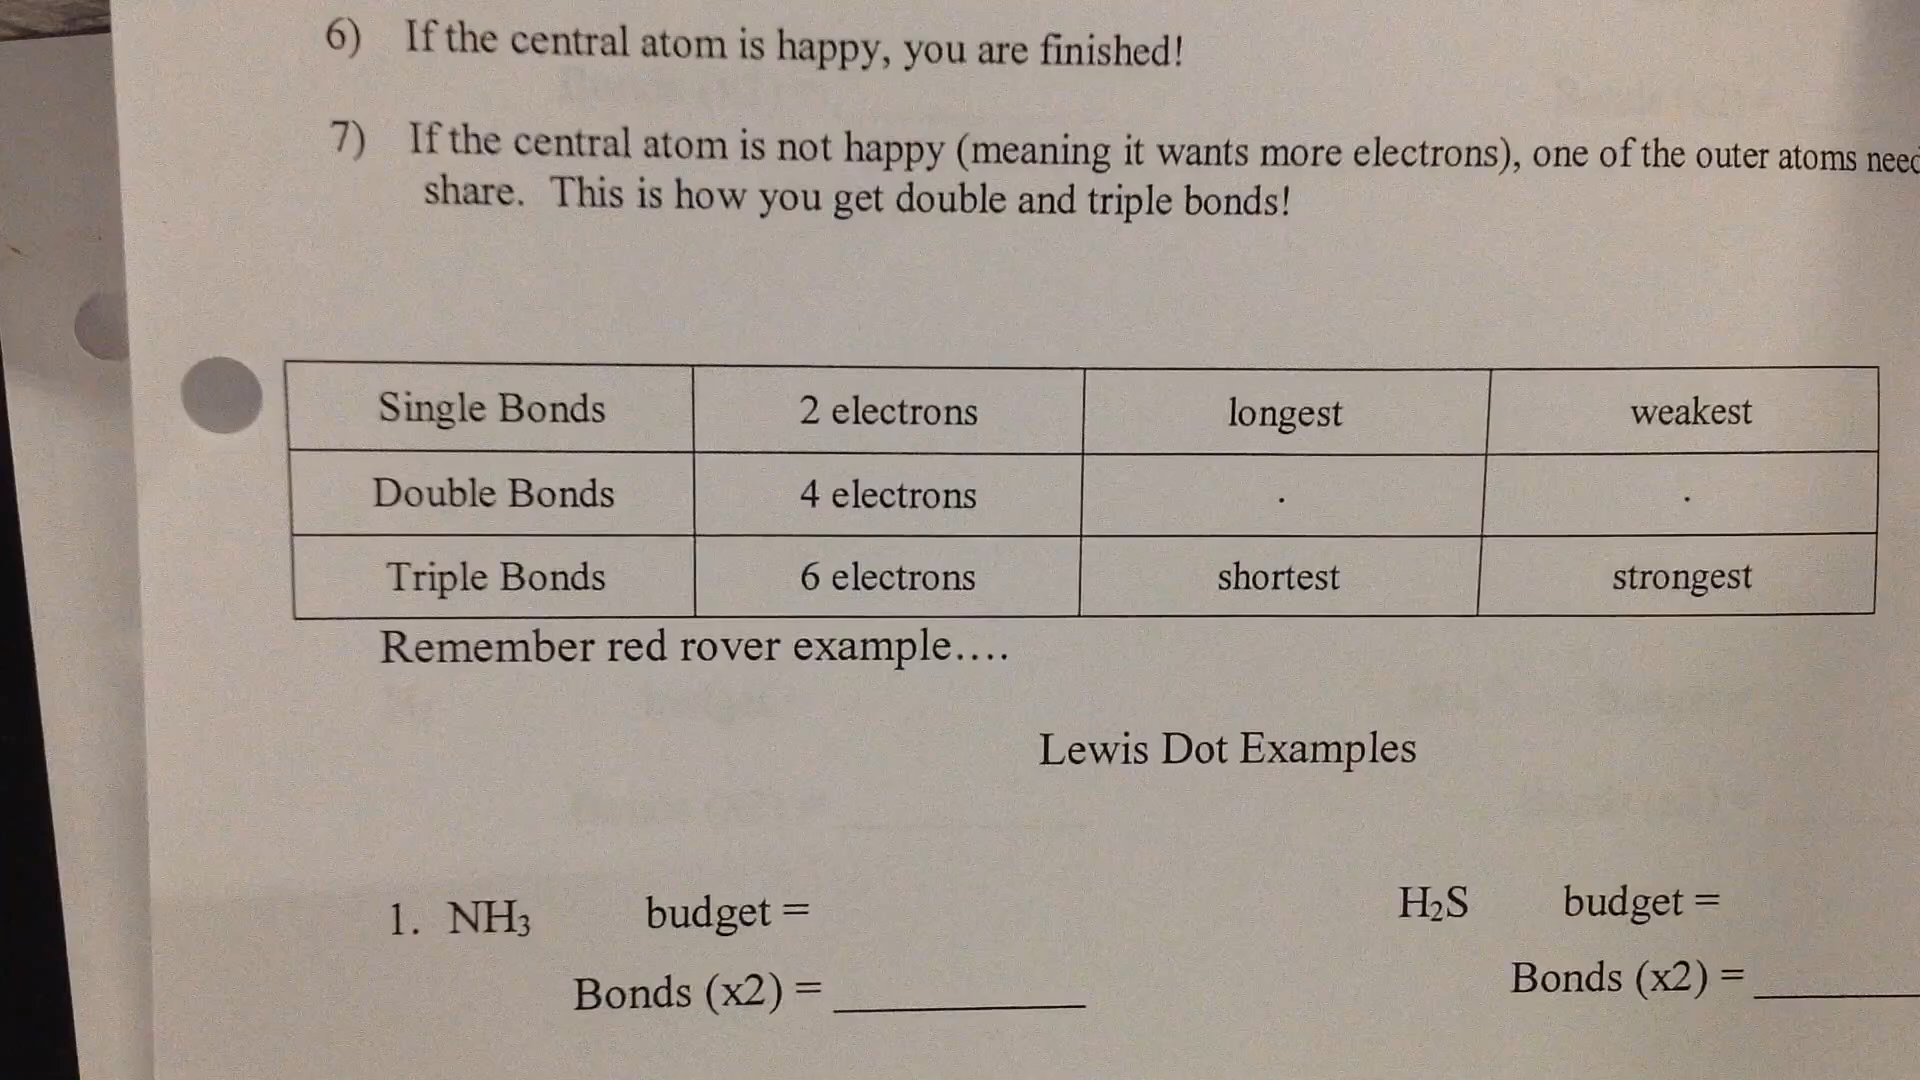 6) If the central atom is happy, you are finished!
7) If the central atom is not happy (meaning it wants more electrons), one of the outer atoms
share. This is how you get double and triple bonds!
Single Bonds 2 electrons longest weakest
Double Bonds 4 electrons . .
Triple Bonds 6 electrons shortest strongest
Remember red rover example....
Lewis Dot Examples
1. NH₃ budget = H₂S budget =
Bonds (x2) = ________ Bonds (x2) = ________